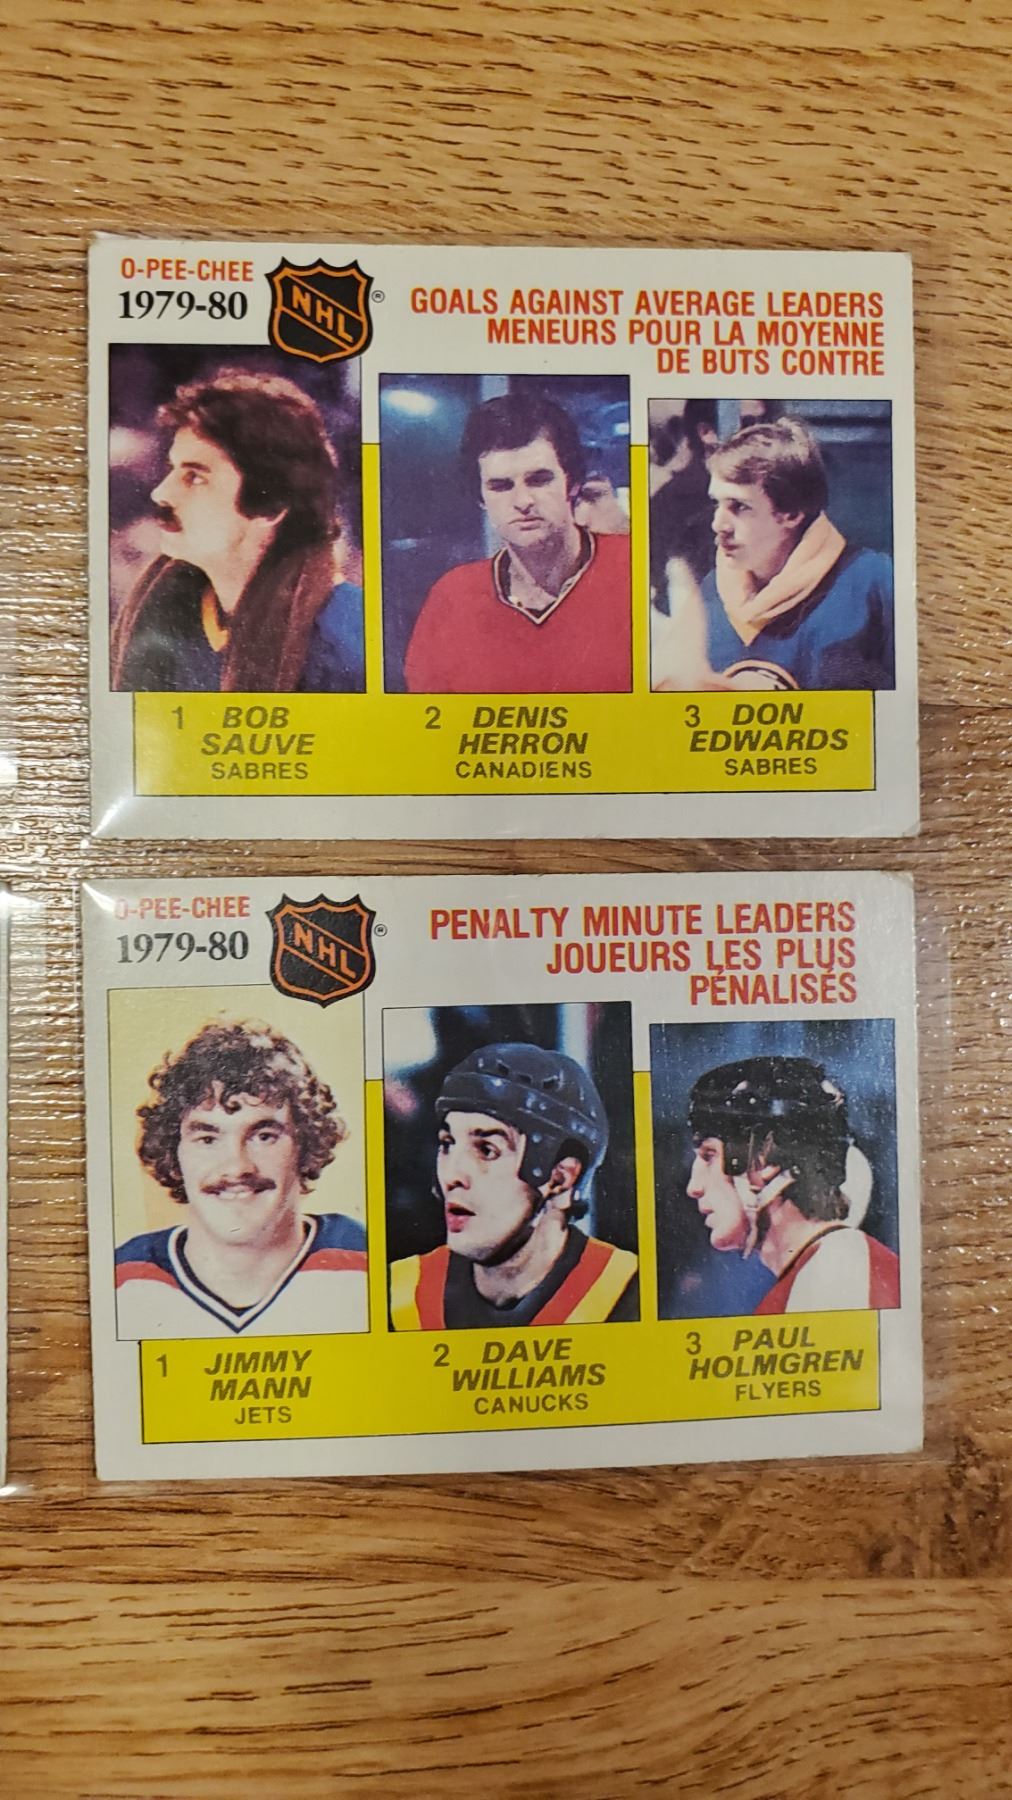 O-PEE-CHEE
1979-80
NHL®
GOALS AGAINST AVERAGE LEADERS
MENEURS POUR LA MOYENNE
DE BUTS CONTRE
1 BOB
SAUVE
SABRES
2 DENIS
HERRON
CANADIENS
3 DON
EDWARDS
SABRES
O-PEE-CHEE
1979-80
NHL®
PENALTY MINUTE LEADERS
JOUEURS LES PLUS
PÉNALISÉS
1 JIMMY
MANN
JETS
2 DAVE
WILLIAMS
CANUCKS
3 PAUL
HOLMGREN
FLYERS